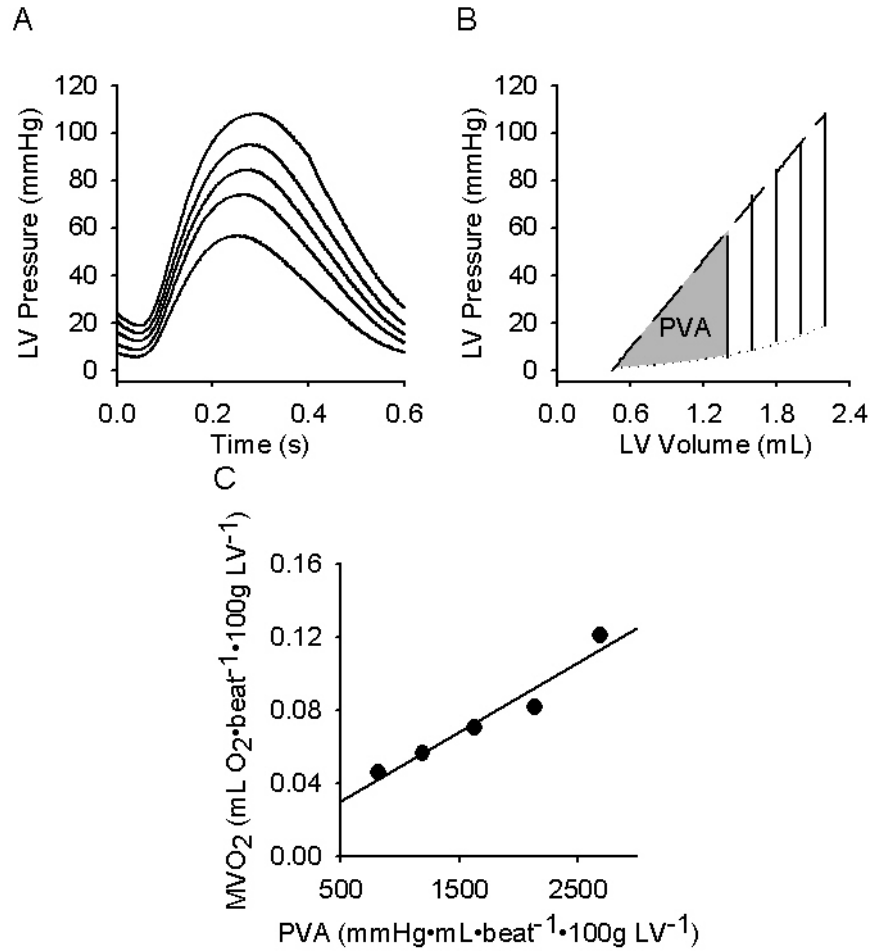 A
LV Pressure (mmHg)
120
100
80
60
40
20
0
0.0 0.2 0.4 0.6
Time (s)
B
LV Pressure (mmHg)
120
100
80
60
40
20
0
PVA
0.0 0.6 1.2 1.8 2.4
LV Volume (mL)
C
MVO2 (mL O2•beat-1•100g LV-1)
0.16
0.12
0.08
0.04
0.00
500 1500 2500
PVA (mmHg•mL•beat-1•100g LV-1)